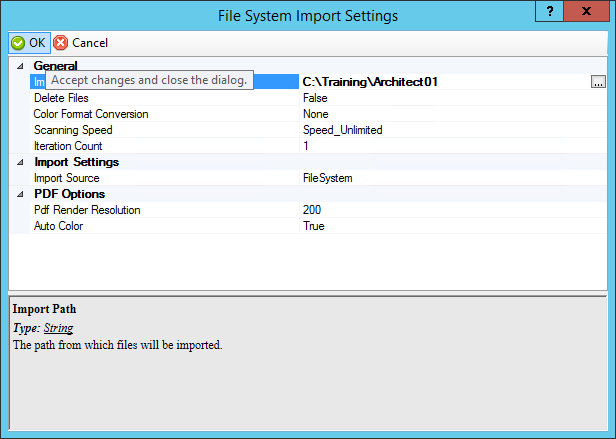 File System Import Settings
? X
OK Cancel
General
Im Accept changes and close the dialog. C:\Training\Architect01 ...
Delete Files False
Color Format Conversion None
Scanning Speed Speed_Unlimited
Iteration Count 1
Import Settings
Import Source FileSystem
PDF Options
Pdf Render Resolution 200
Auto Color True
Import Path
Type: String
The path from which files will be imported.